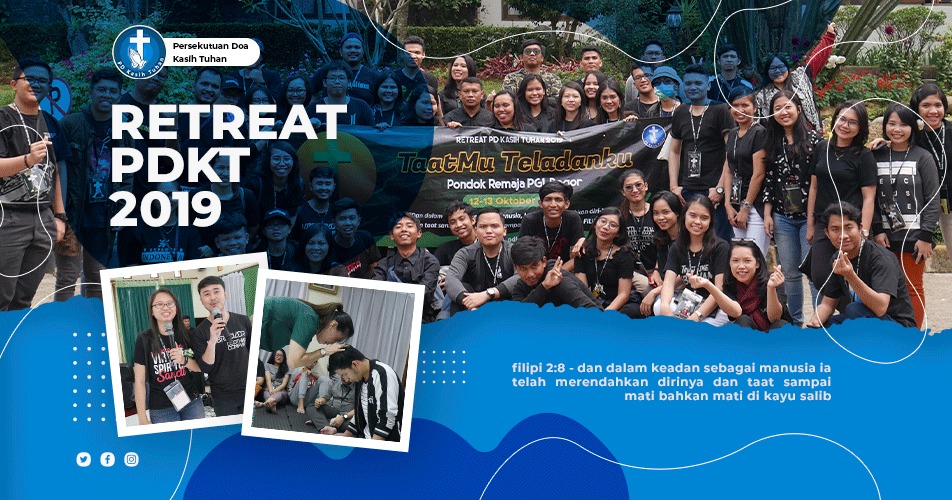 Persekutuan Doa
Kasih Tuhan
PD Kasih Tuhan
RETREAT
PDKT
2019
RETREAT PD KASIH TUHAN 2019
TaatMu Teladanku
Pondok Remaja PGI Bogor
12-13 Oktober
filipi 2:8 - dan dalam keadan sebagai manusia ia
telah merendahkan dirinya dan taat sampai
mati bahkan mati di kayu salib